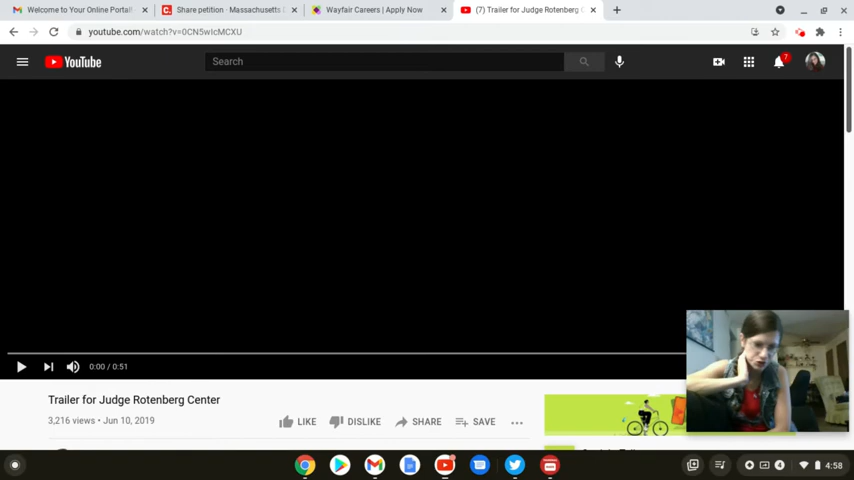 Welcome to Your Online Portal!
Share petition · Massachusetts
Wayfair Careers | Apply Now
(7) Trailer for Judge Rotenberg C
youtube.com/watch?v=0CN5wIcMCXU
YouTube
Search
7
0:00 / 0:51
Trailer for Judge Rotenberg Center
3,216 views • Jun 10, 2019
LIKE
DISLIKE
SHARE
SAVE
4
4:58